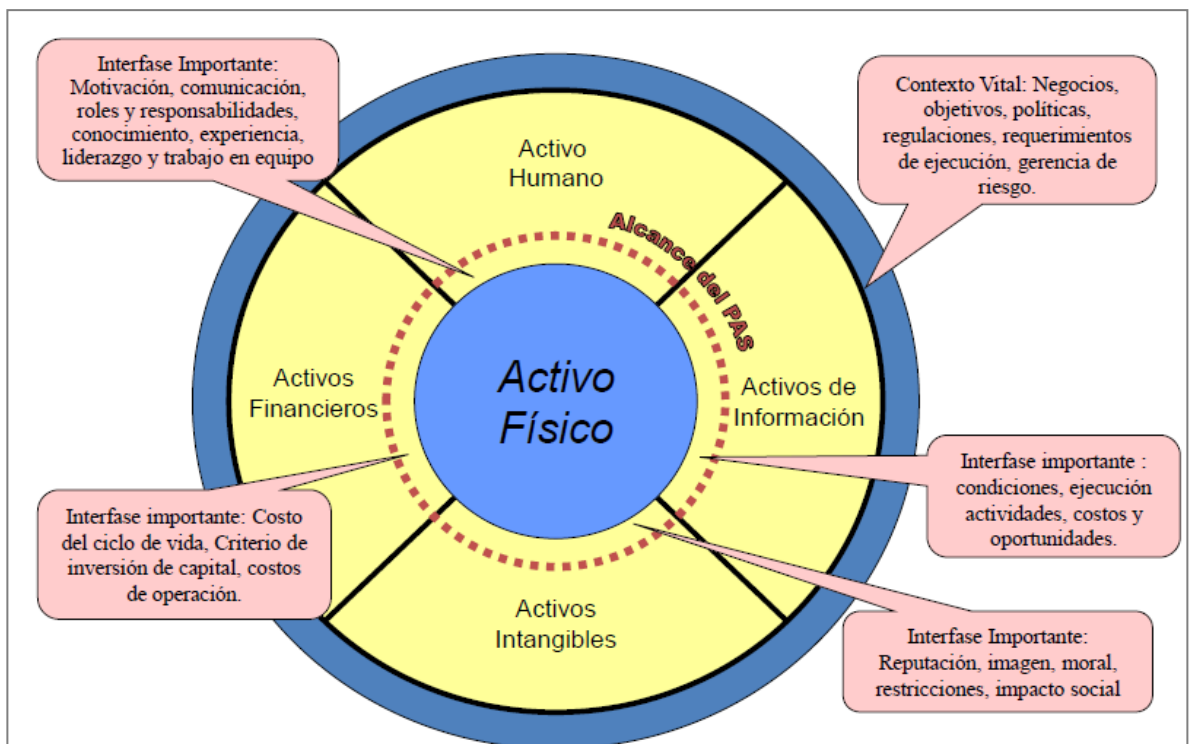 Interfase Importante:
Motivación, comunicación,
roles y responsabilidades,
conocimiento, experiencia,
liderazgo y trabajo en equipo
Contexto Vital: Negocios,
objetivos, políticas,
regulaciones, requerimientos
de ejecución, gerencia de
riesgo.
Activo
Humano
Alcance del PAS
Activos
Financieros
Activo
Físico
Activos de
Información
Interfase importante: Costo
del ciclo de vida, Criterio de
inversión de capital, costos
de operación.
Interfase importante :
condiciones, ejecución
actividades, costos y
oportunidades.
Activos
Intangibles
Interfase Importante:
Reputación, imagen, moral,
restricciones, impacto social